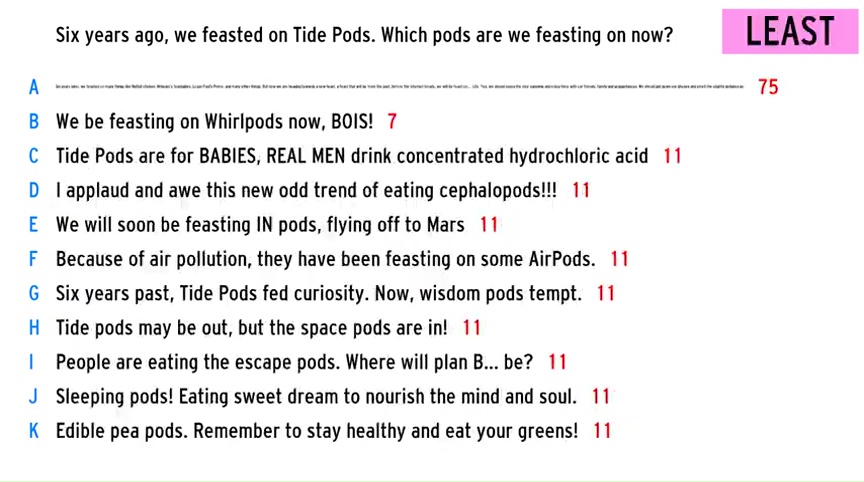 Six years ago, we feasted on Tide Pods. Which pods are we feasting on now?
LEAST
A 75
B We be feasting on Whirlpods now, BOIS! 7
C Tide Pods are for BABIES, REAL MEN drink concentrated hydrochloric acid 11
D I applaud and awe this new odd trend of eating cephalopods!!! 11
E We will soon be feasting IN pods, flying off to Mars 11
F Because of air pollution, they have been feasting on some AirPods. 11
G Six years past, Tide Pods fed curiosity. Now, wisdom pods tempt. 11
H Tide pods may be out, but the space pods are in! 11
I People are eating the escape pods. Where will plan B... be? 11
J Sleeping pods! Eating sweet dream to nourish the mind and soul. 11
K Edible pea pods. Remember to stay healthy and eat your greens! 11